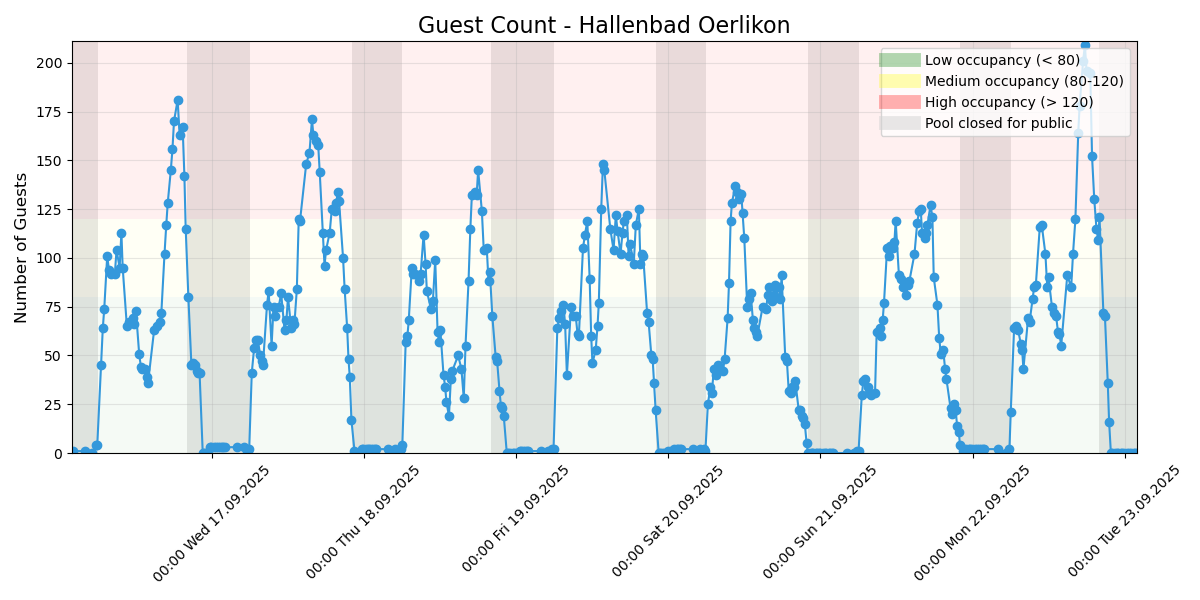 Guest Count - Hallenbad Oerlikon
Number of Guests
200
175
150
125
100
75
50
25
0
Low occupancy (< 80)
Medium occupancy (80-120)
High occupancy (> 120)
Pool closed for public
00:00 Wed 17.09.2025
00:00 Thu 18.09.2025
00:00 Fri 19.09.2025
00:00 Sat 20.09.2025
00:00 Sun 21.09.2025
00:00 Mon 22.09.2025
00:00 Tue 23.09.2025